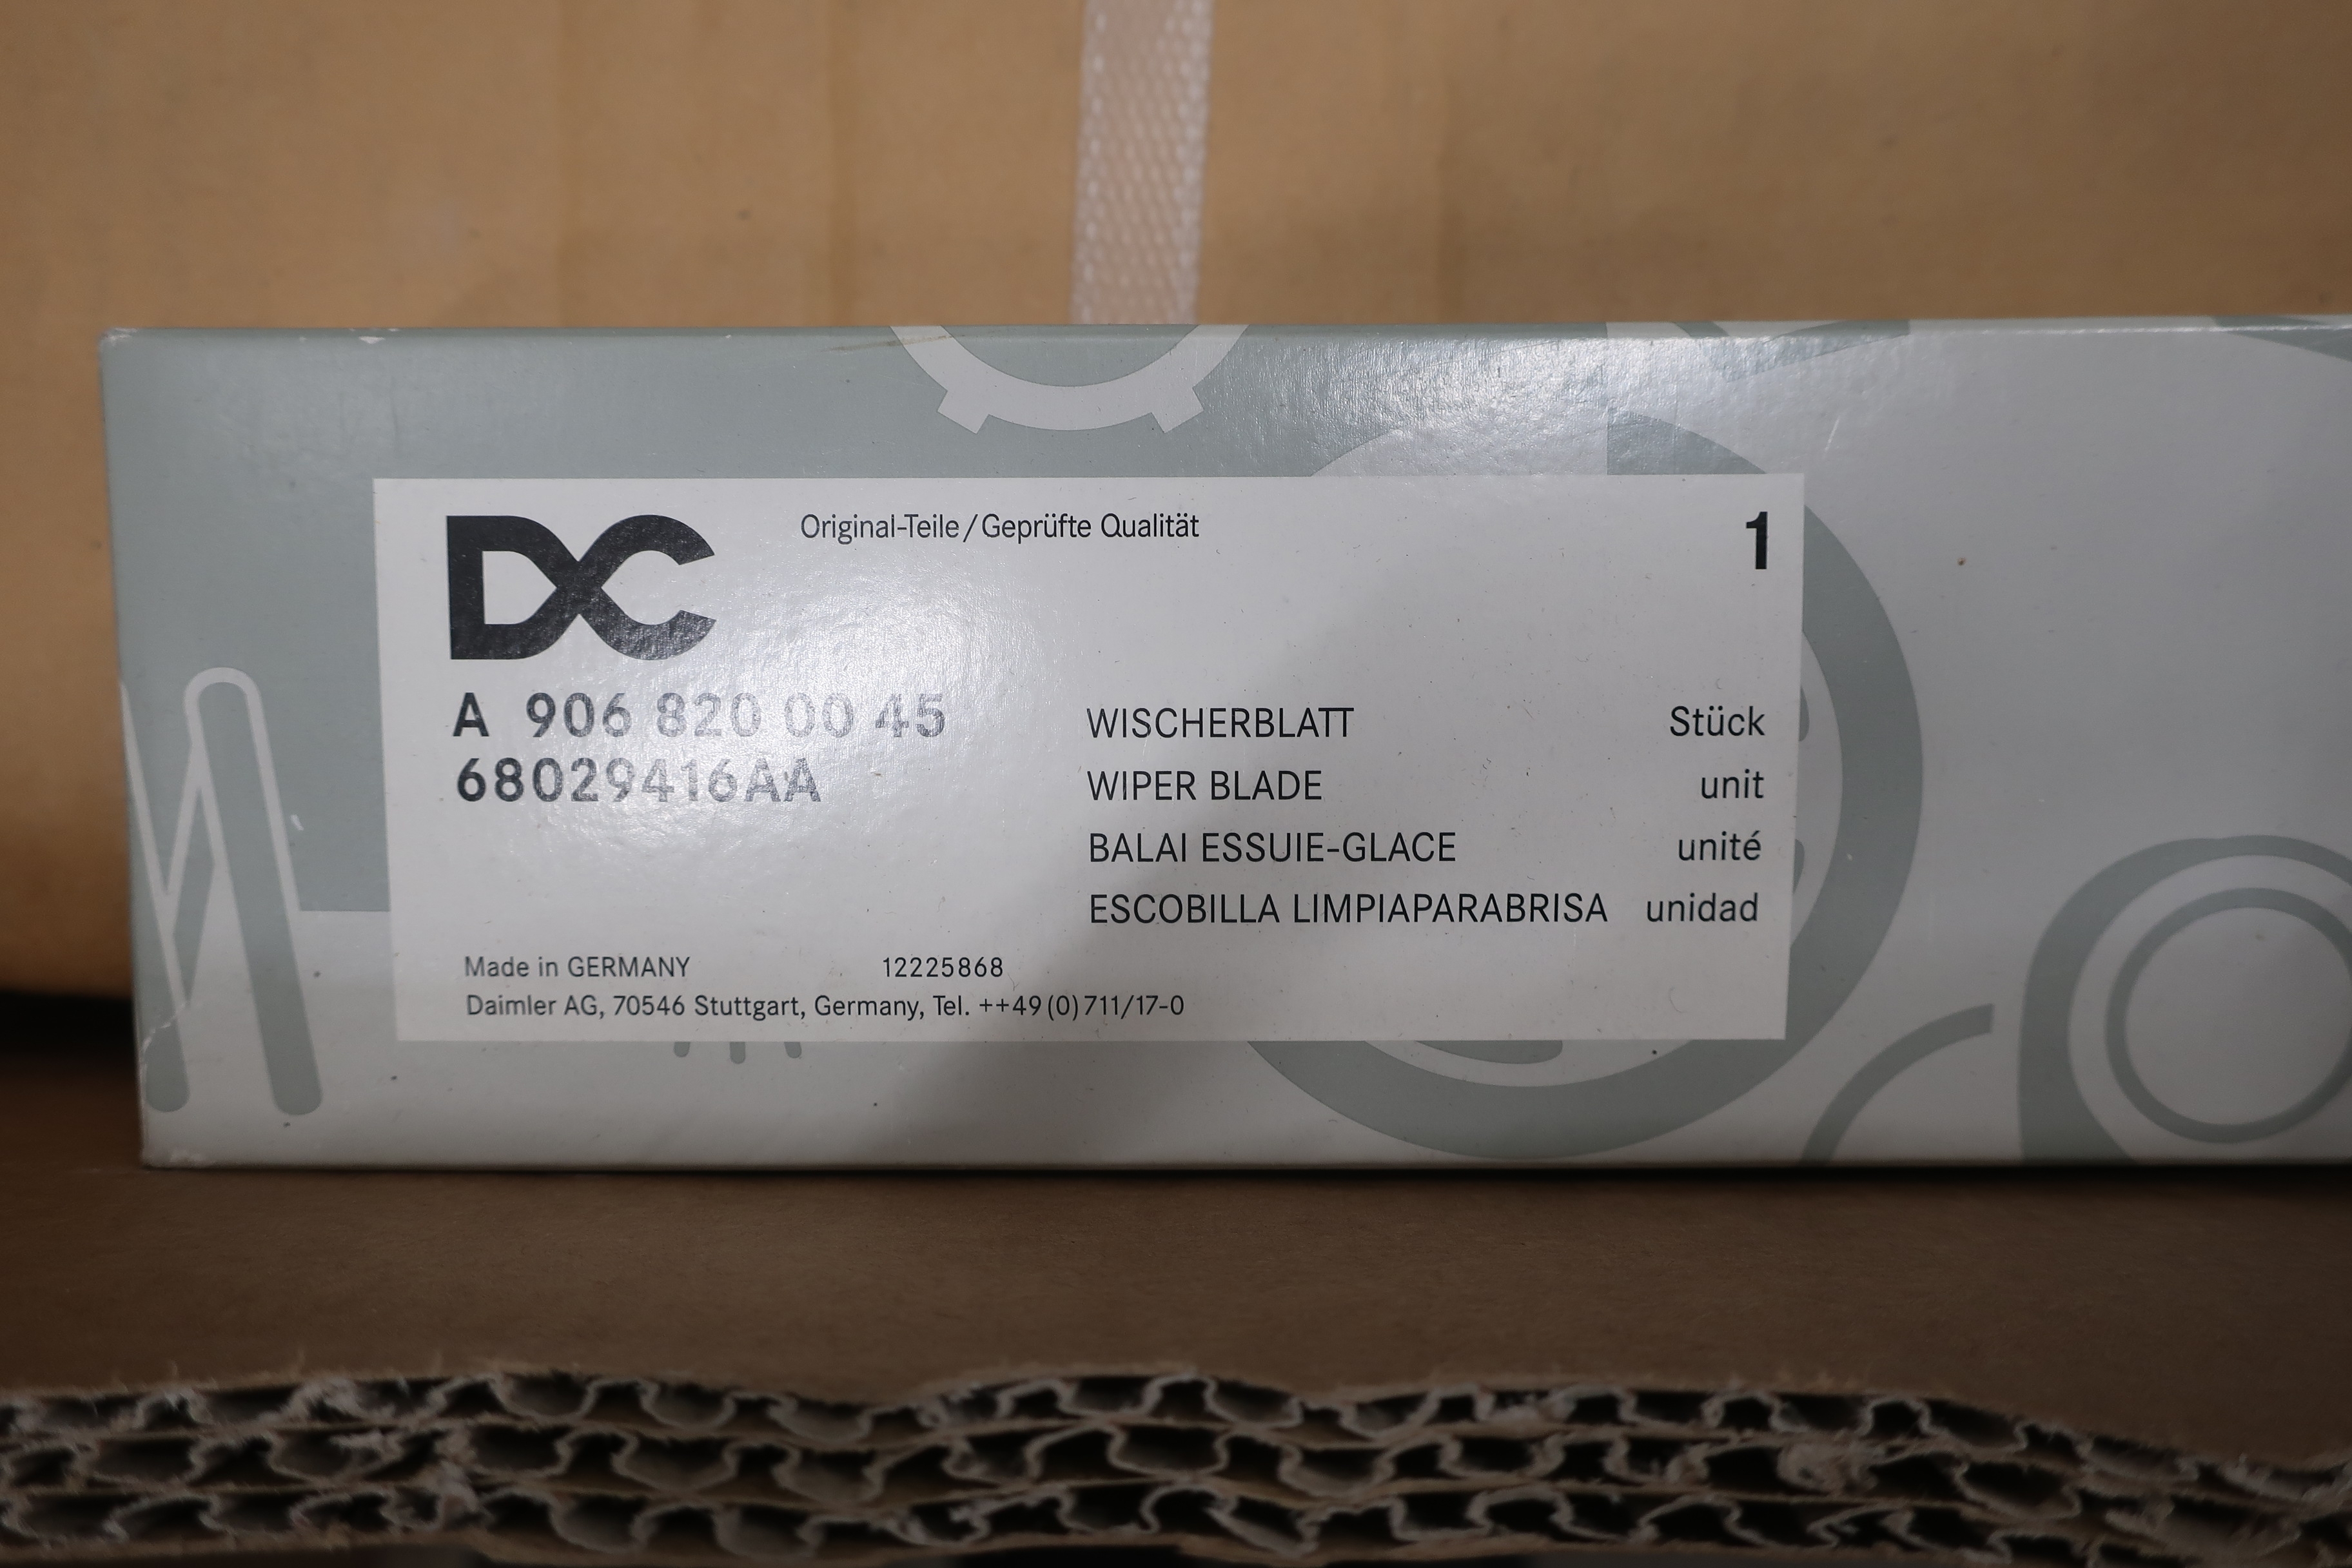 DC
Original-Teile/Geprüfte Qualität
1
A 906 820 00 45
68029416AA
WISCHERBLATT Stück
WIPER BLADE unit
BALAI ESSUIE-GLACE unité
ESCOBILLA LIMPIAPARABRISA unidad
Made in GERMANY 12225868
Daimler AG, 70546 Stuttgart, Germany, Tel. ++49(0)711/17-0